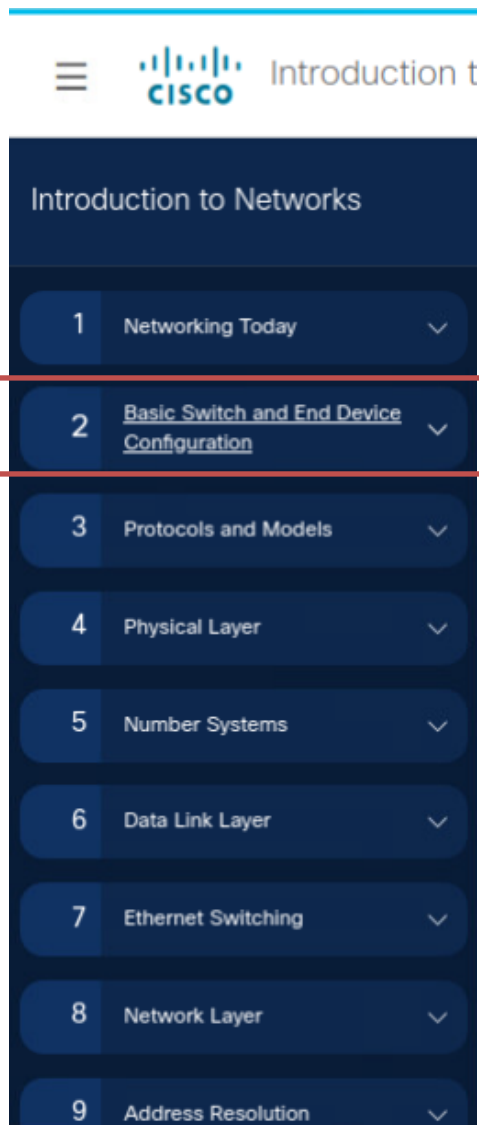 CISCO
Introduction t
Introduction to Networks
1 Networking Today
2 Basic Switch and End Device
Configuration
3 Protocols and Models
4 Physical Layer
5 Number Systems
6 Data Link Layer
7 Ethernet Switching
8 Network Layer
9 Address Resolution